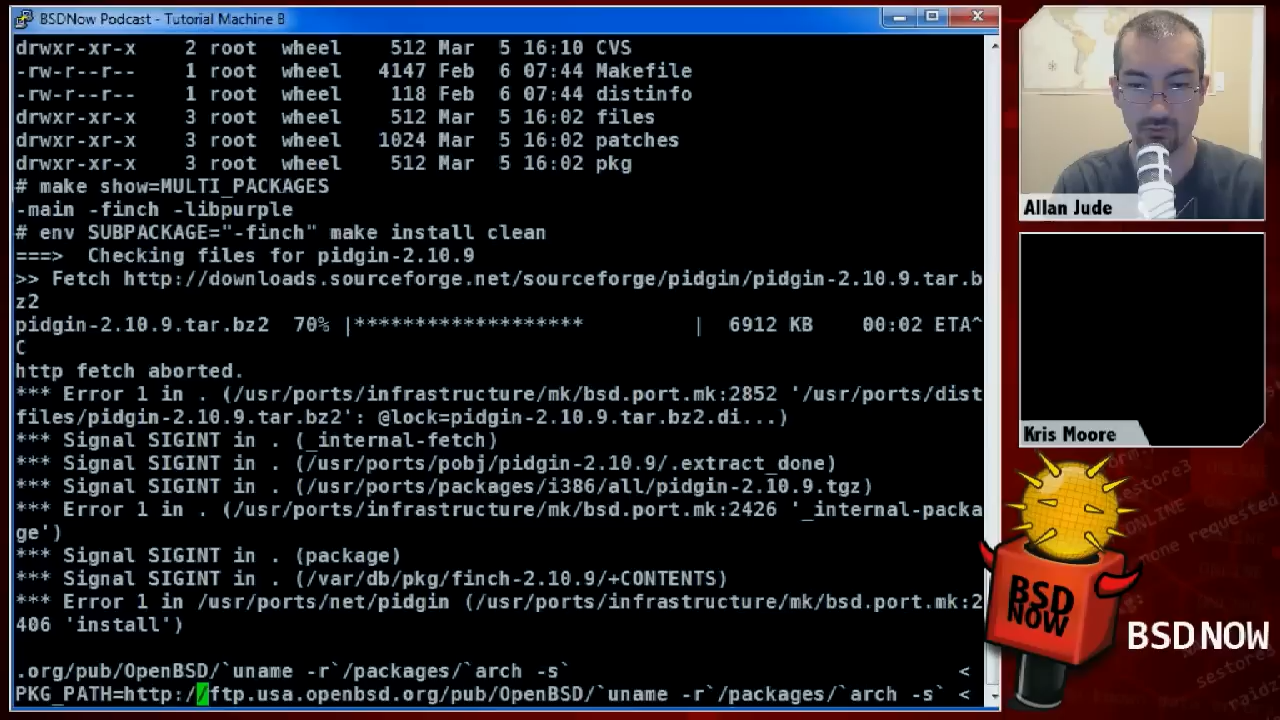 BSDNow Podcast - Tutorial Machine B
drwxr-xr-x 2 root wheel 512 Mar 5 16:10 CVS
-rw-r--r-- 1 root wheel 4147 Feb 6 07:44 Makefile
-rw-r--r-- 1 root wheel 118 Feb 6 07:44 distinfo
drwxr-xr-x 3 root wheel 512 Mar 5 16:02 files
drwxr-xr-x 3 root wheel 1024 Mar 5 16:02 patches
drwxr-xr-x 3 root wheel 512 Mar 5 16:02 pkg
# make show=MULTI_PACKAGES
-main -finch -libpurple
# env SUBPACKAGE="-finch" make install clean
===> Checking files for pidgin-2.10.9
>> Fetch http://downloads.sourceforge.net/sourceforge/pidgin/pidgin-2.10.9.tar.b
z2
pidgin-2.10.9.tar.bz2 70% |******************* | 6912 KB 00:02 ETA^
C
http fetch aborted.
*** Error 1 in . (/usr/ports/infrastructure/mk/bsd.port.mk:2852 '/usr/ports/dist
files/pidgin-2.10.9.tar.bz2': @lock=pidgin-2.10.9.tar.bz2.di...)
*** Signal SIGINT in . (_internal-fetch)
*** Signal SIGINT in . (/usr/ports/pobj/pidgin-2.10.9/.extract_done)
*** Signal SIGINT in . (/usr/ports/packages/i386/all/pidgin-2.10.9.tgz)
*** Error 1 in . (/usr/ports/infrastructure/mk/bsd.port.mk:2426 '_internal-packa
ge')
*** Signal SIGINT in . (package)
*** Signal SIGINT in . (/var/db/pkg/finch-2.10.9/+CONTENTS)
*** Error 1 in /usr/ports/net/pidgin (/usr/ports/infrastructure/mk/bsd.port.mk:2
406 'install')
.org/pub/OpenBSD/`uname -r`/packages/`arch -s` <
PKG_PATH=http://ftp.usa.openbsd.org/pub/OpenBSD/`uname -r`/packages/`arch -s` <
Allan Jude
Kris Moore
BSD
NOW
BSDNOW